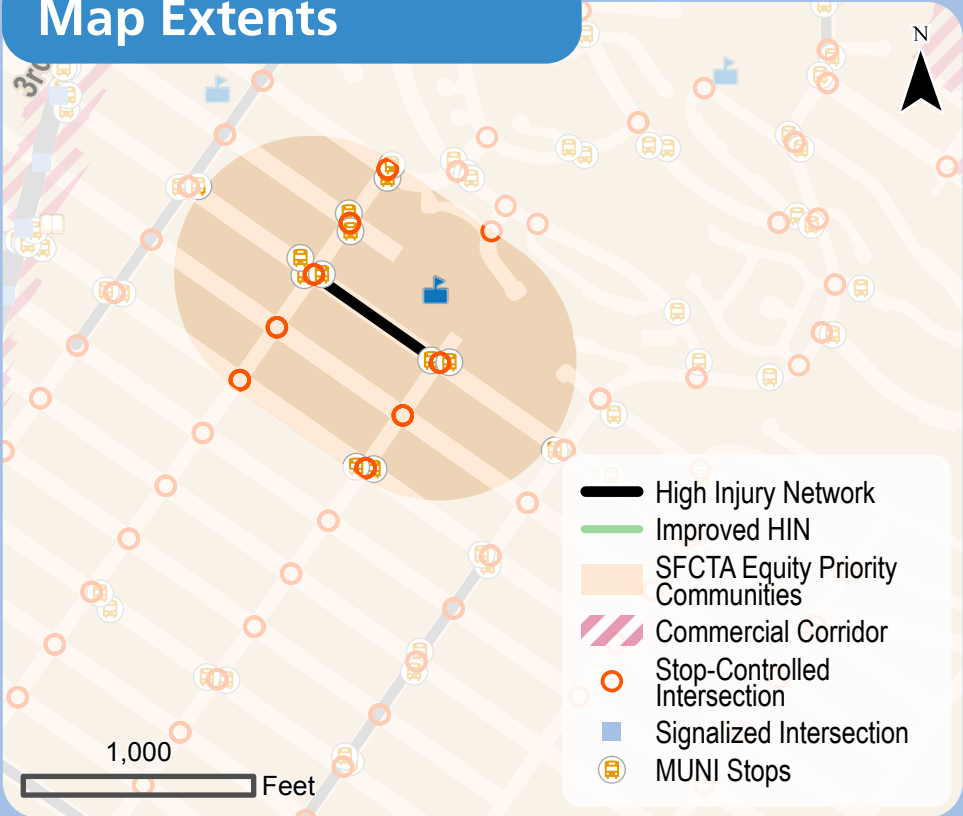 Map Extents
3rd
N
High Injury Network
Improved HIN
SFCTA Equity Priority
Communities
Commercial Corridor
Stop-Controlled
Intersection
Signalized Intersection
MUNI Stops
1,000
Feet